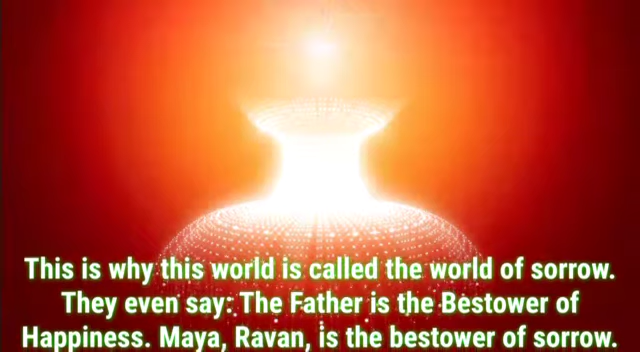 This is why this world is called the world of sorrow.
They even say: The Father is the Bestower of
Happiness. Maya, Ravan, is the bestower of sorrow.